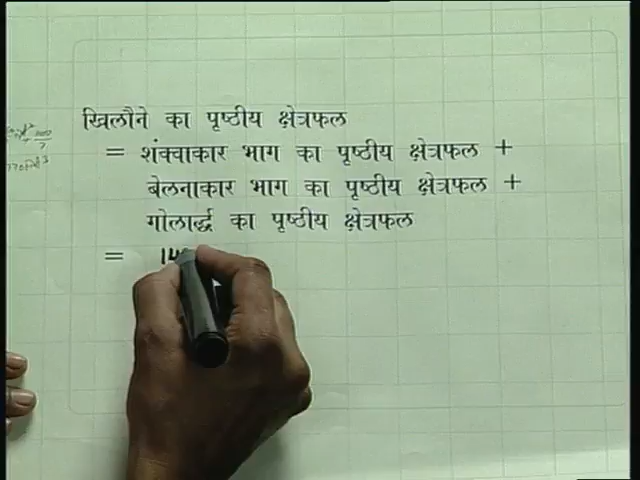 खिलौने का पृष्ठीय क्षेत्रफल
= शंक्वाकार भाग का पृष्ठीय क्षेत्रफल +
बेलनाकार भाग का पृष्ठीय क्षेत्रफल +
गोलार्द्ध का पृष्ठीय क्षेत्रफल
=